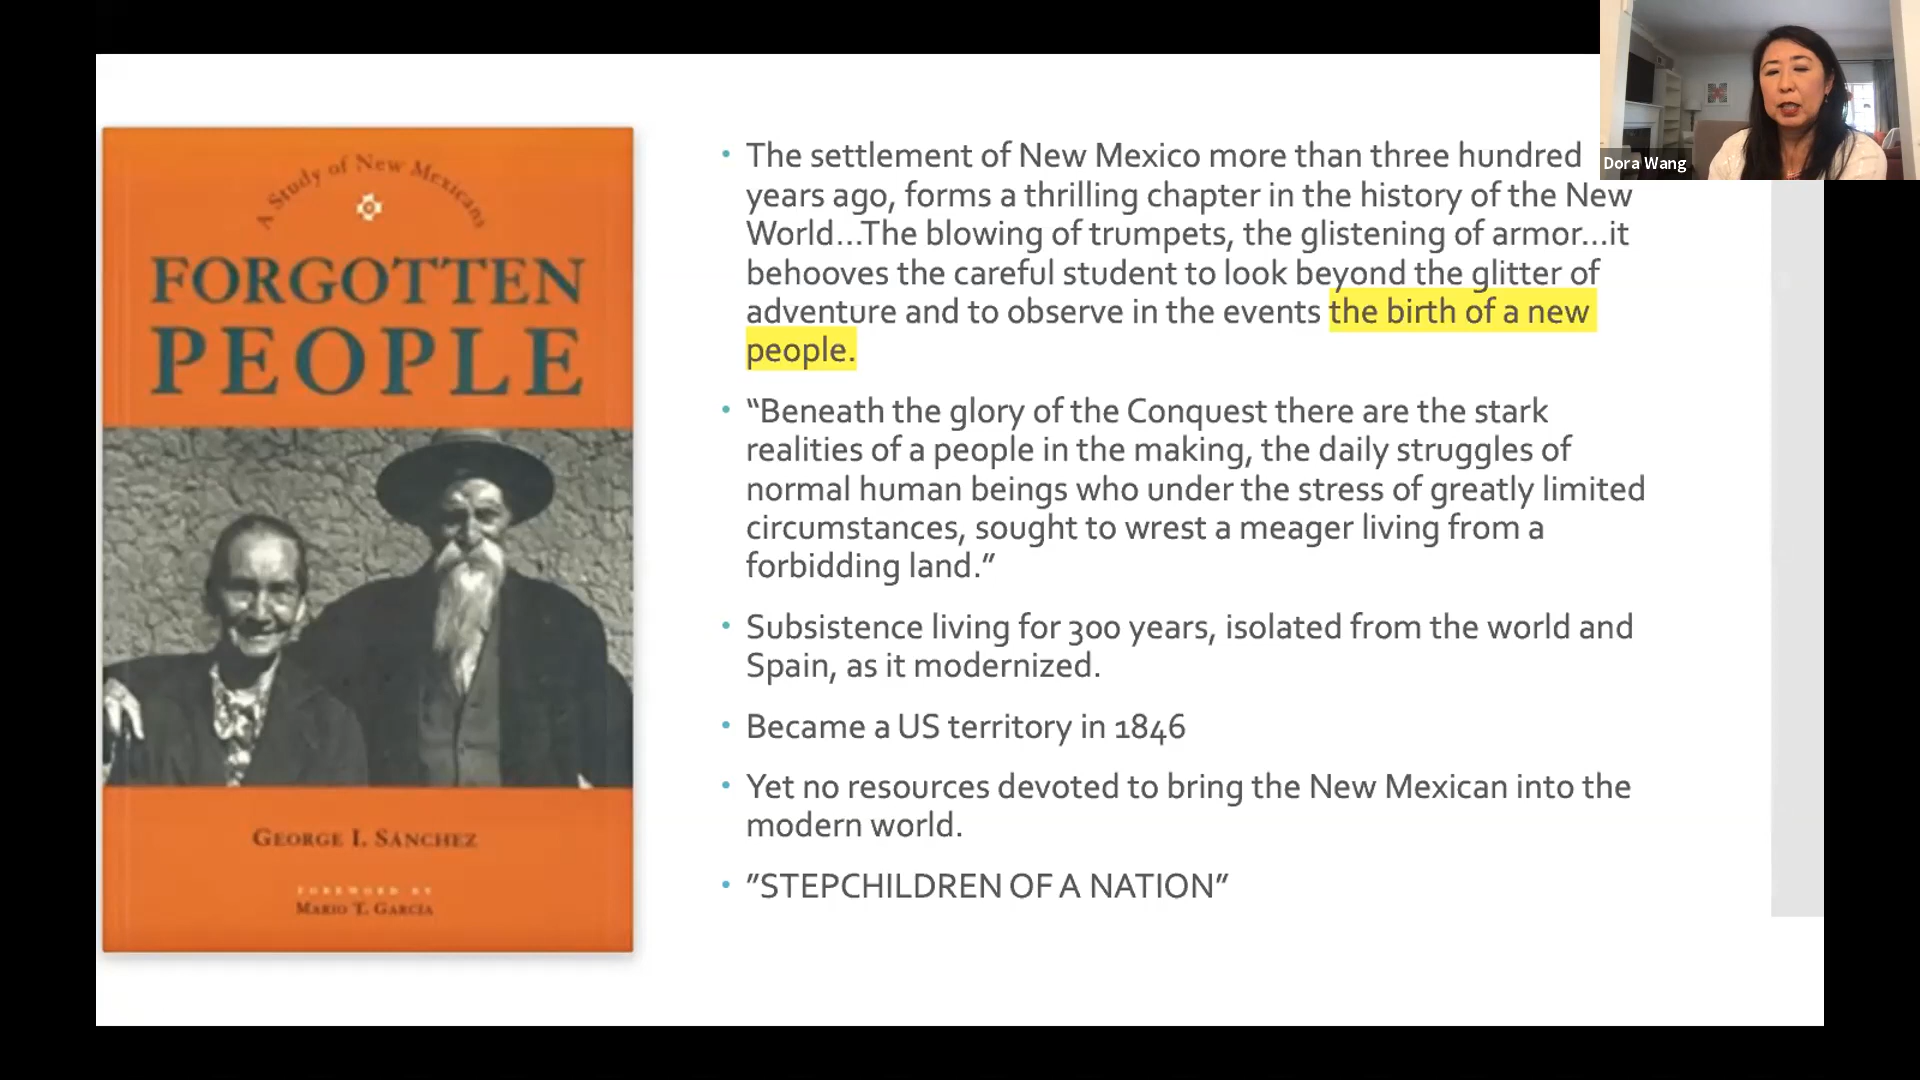 A Study of New Mexicans
FORGOTTEN
PEOPLE
GEORGE I. SANCHEZ
FOREWORD BY
MARIO T. GARCIA
• The settlement of New Mexico more than three hundred
years ago, forms a thrilling chapter in the history of the New
World...The blowing of trumpets, the glistening of armor...it
behooves the careful student to look beyond the glitter of
adventure and to observe in the events the birth of a new
people.
• “Beneath the glory of the Conquest there are the stark
realities of a people in the making, the daily struggles of
normal human beings who under the stress of greatly limited
circumstances, sought to wrest a meager living from a
forbidding land.”
• Subsistence living for 300 years, isolated from the world and
Spain, as it modernized.
• Became a US territory in 1846
• Yet no resources devoted to bring the New Mexican into the
modern world.
• ”STEPCHILDREN OF A NATION”
Dora Wang